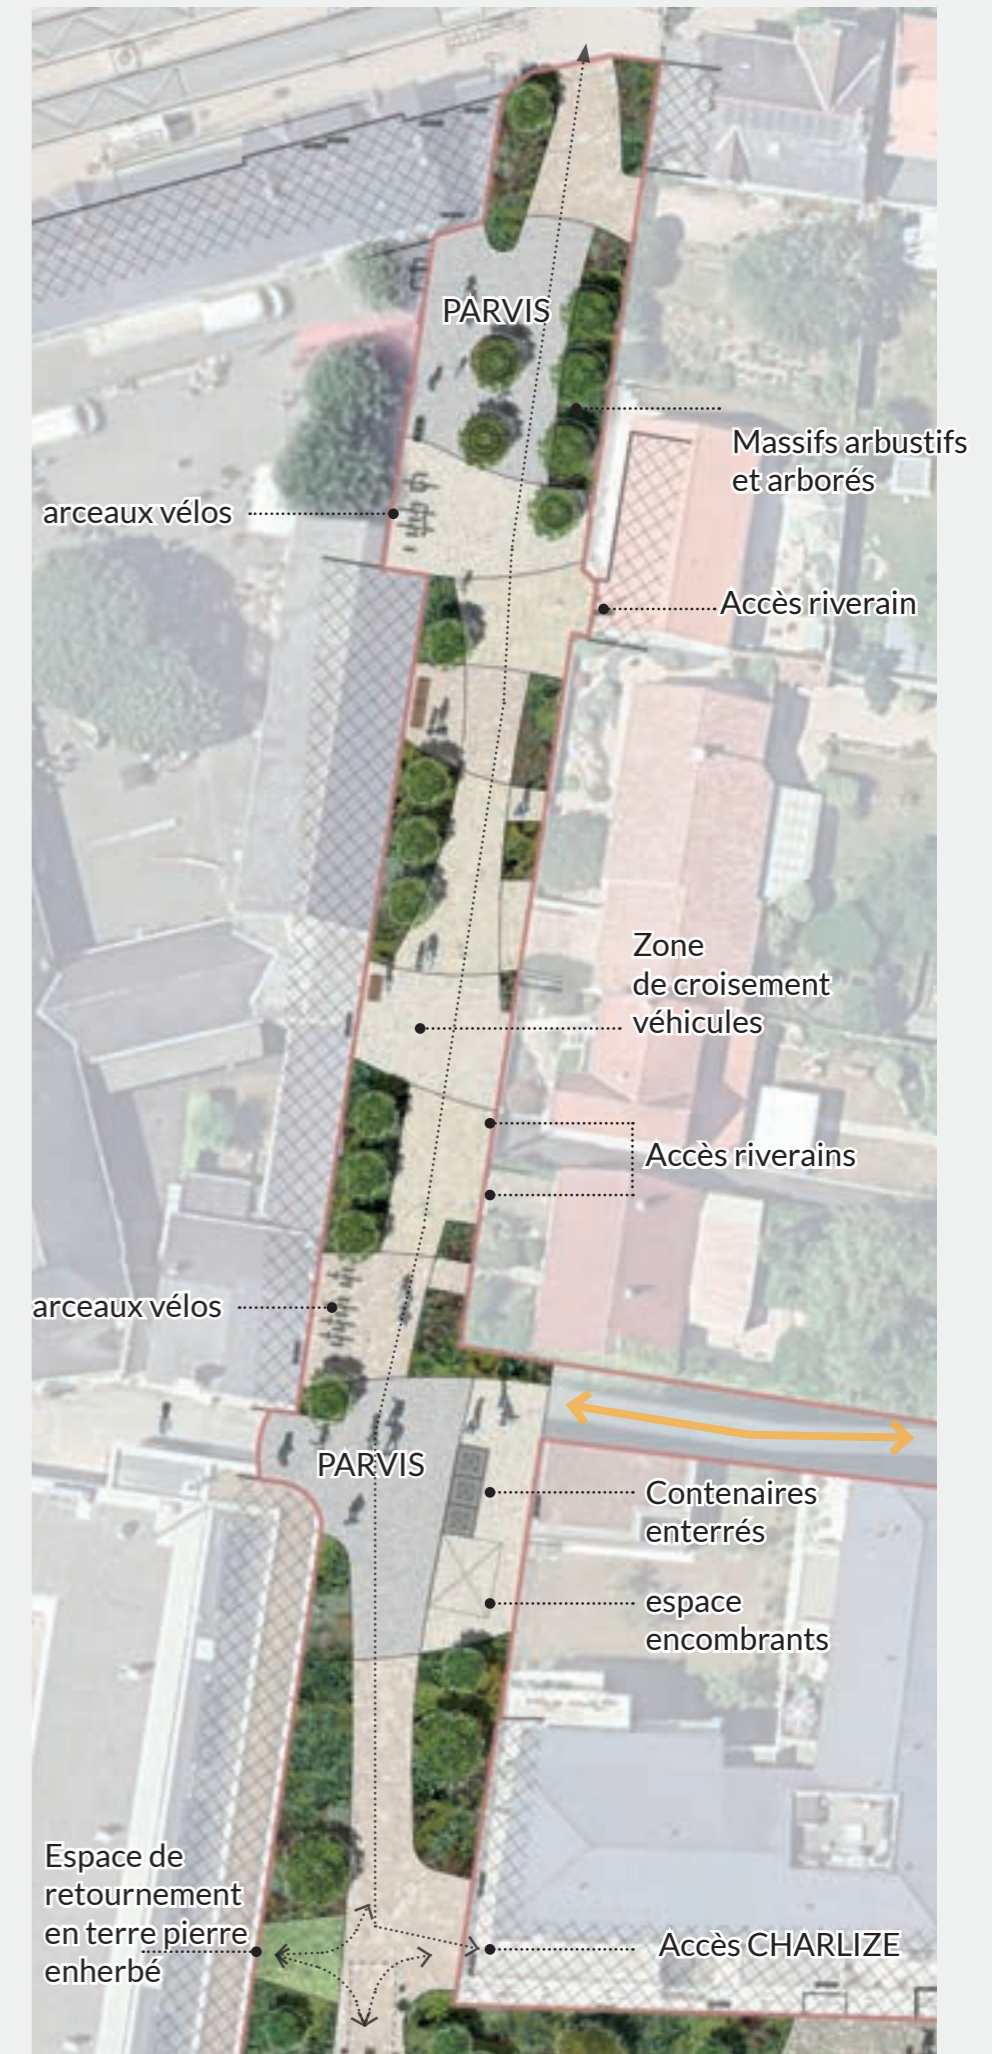 PARVIS
Massifs arbustifs
et arborés
arceaux vélos
Accès riverain
Zone
de croisement
véhicules
Accès riverains
arceaux vélos
PARVIS
Contenaires
enterrés
espace
encombrants
Espace de
retournement
en terre pierre
enherbé
Accès CHARLIZE